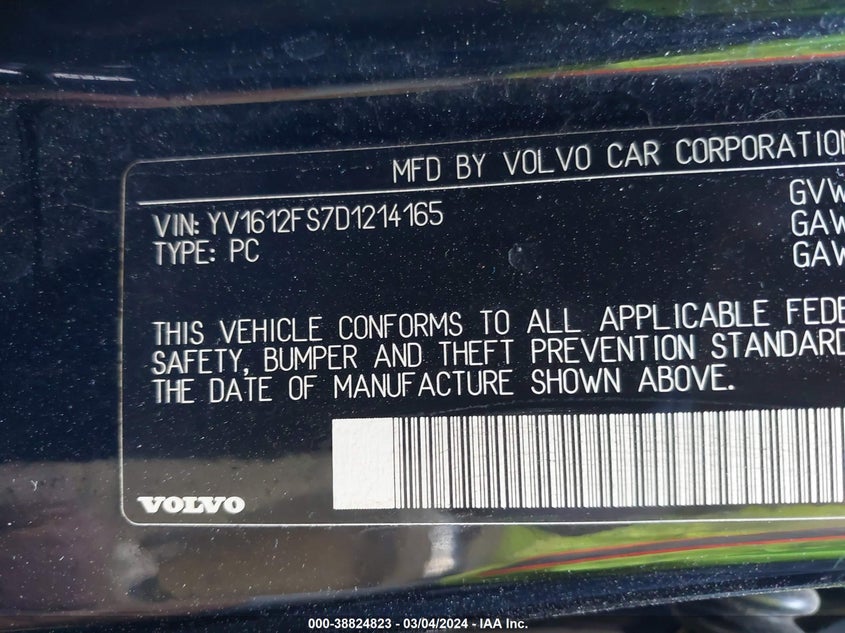 MFD BY VOLVO CAR CORPORATION
VIN: YV1612FS7D1214165
TYPE: PC
GVW
GAW
GAW
THIS VEHICLE CONFORMS TO ALL APPLICABLE FEDE
SAFETY, BUMPER AND THEFT PREVENTION STANDARD
THE DATE OF MANUFACTURE SHOWN ABOVE.
VOLVO
000-38824823 - 03/04/2024 - IAA Inc.